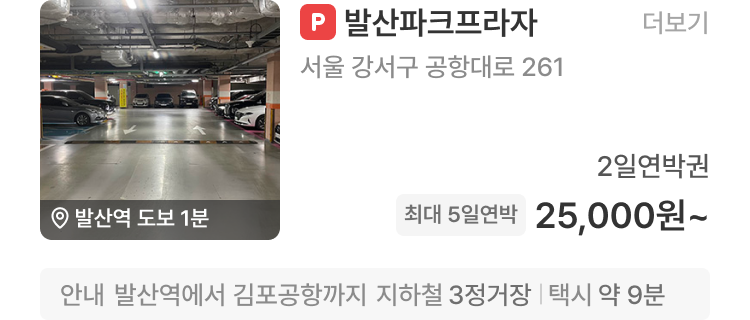 P 발산파크프라자
더보기
서울 강서구 공항대로 261
발산역 도보 1분
2일연박권
최대 5일연박 25,000원~
안내 발산역에서 김포공항까지 지하철 3정거장 | 택시 약 9분